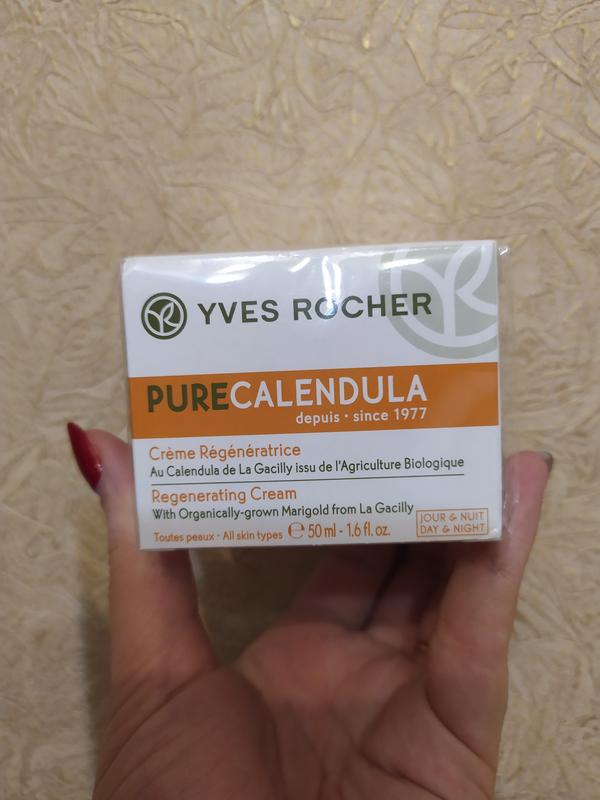 YVES ROCHER
PURECALENDULA
depuis · since 1977
Crème Régénératrice
Au Calendula de La Gacilly issu de l'Agriculture Biologique
Regenerating Cream
With Organically-grown Marigold from La Gacilly
Toutes peaux · All skin types ℮ 50 ml - 1.6 fl. oz.
JOUR & NUIT
DAY & NIGHT